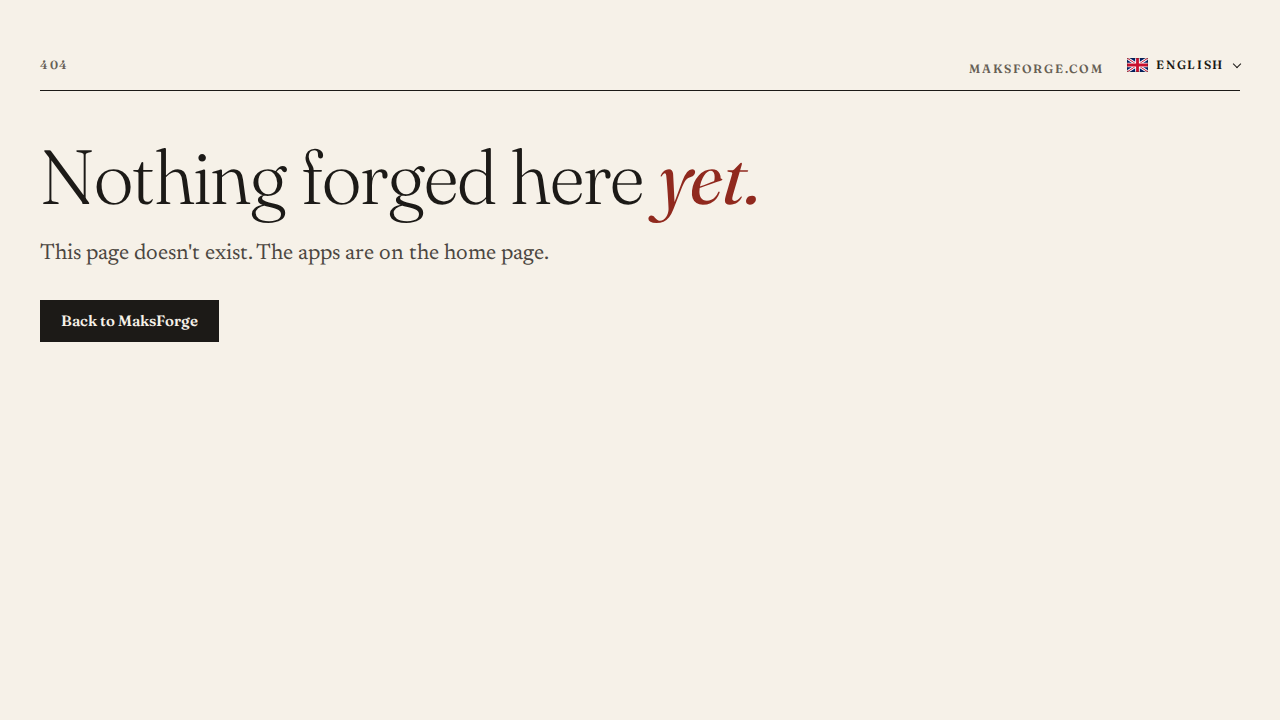 404
MAKSFORGE.COM
ENGLISH
Nothing forged here yet.
This page doesn't exist. The apps are on the home page.
Back to MaksForge